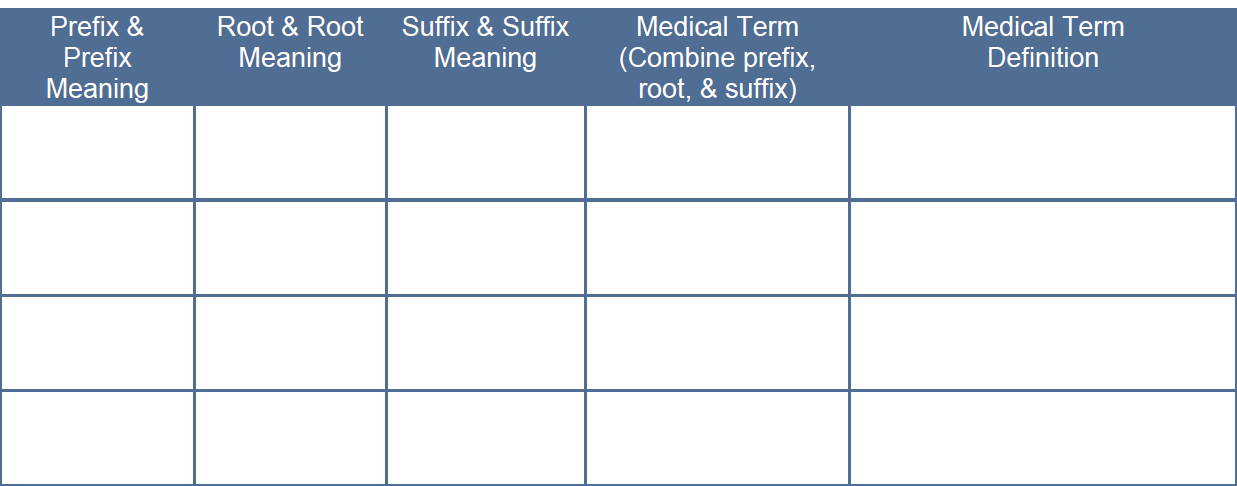 Prefix &
Prefix
Meaning
Root & Root
Meaning
Suffix & Suffix
Meaning
Medical Term
(Combine prefix,
root, & suffix)
Medical Term
Definition